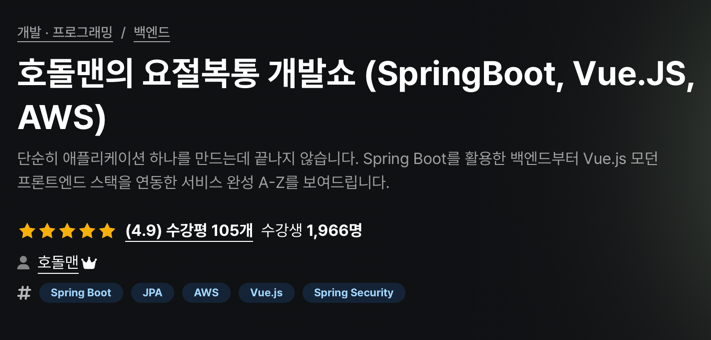 개발 · 프로그래밍 / 백엔드
호돌맨의 요절복통 개발쇼 (SpringBoot, Vue.JS,
AWS)
단순히 애플리케이션 하나를 만드는데 끝나지 않습니다. Spring Boot를 활용한 백엔드부터 Vue.js 모던
프론트엔드 스택을 연동한 서비스 완성 A-Z를 보여드립니다.
(4.9) 수강평 105개 수강생 1,966명
호돌맨
# Spring Boot JPA AWS Vue.js Spring Security